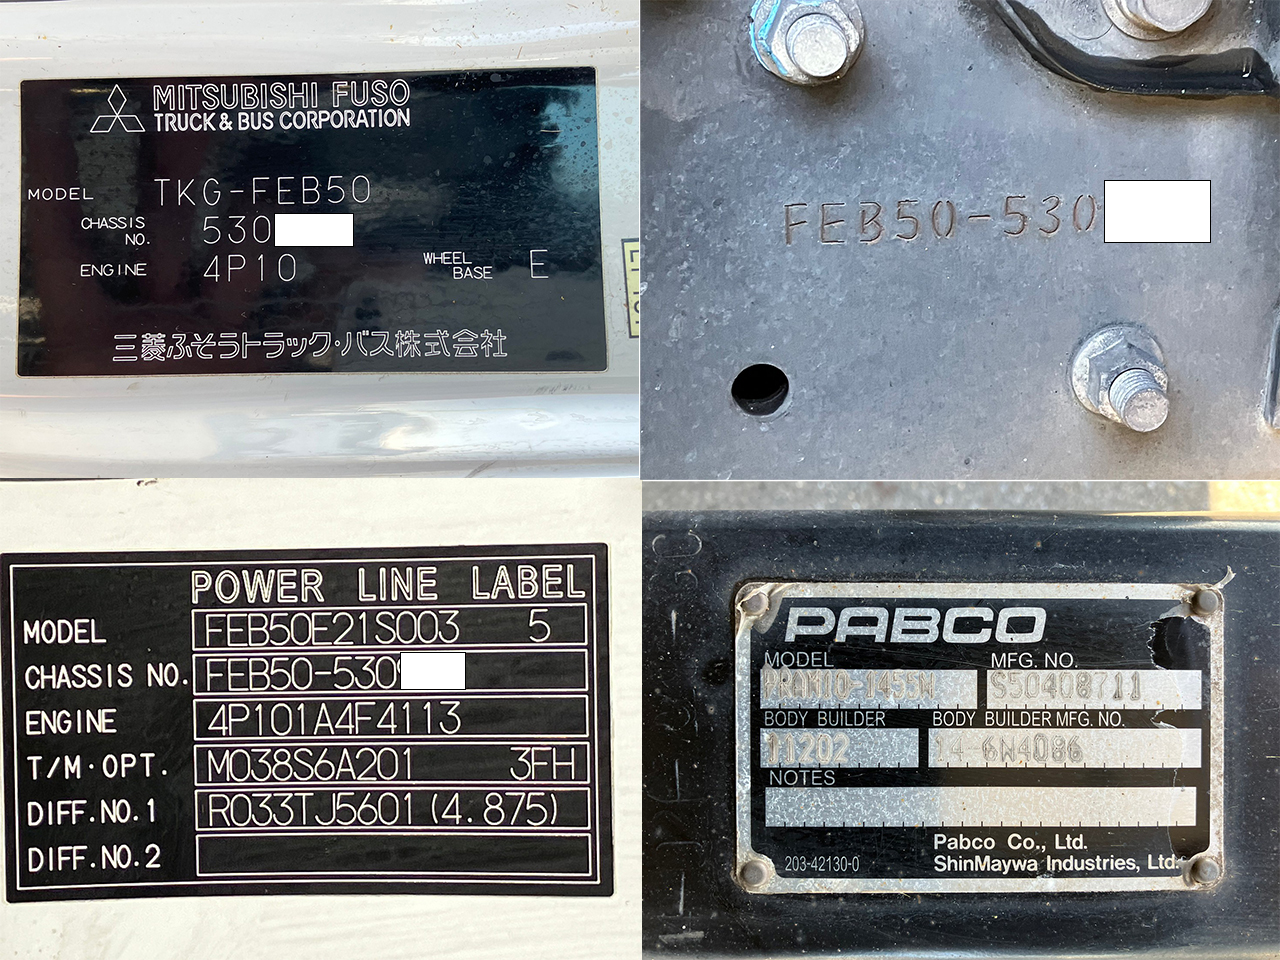 MITSUBISHI FUSO
TRUCK & BUS CORPORATION
MODEL TKG-FEB50
CHASSIS NO. 530
ENGINE 4P10 WHEEL BASE E
三菱ふそうトラック・バス株式会社
FEB50-530
POWER LINE LABEL
MODEL FEB50E21S003 5
CHASSIS NO. FEB50-530
ENGINE 4P101A4F4113
T/M·OPT. M038S6A201 3FH
DIFF.NO.1 R033TJ5601 (4.875)
DIFF.NO.2
PABCO
MODEL MFG. NO.
S50408711
BODY BUILDER BODY BUILDER MFG. NO.
11202 14-6N4086
NOTES
Pabco Co., Ltd.
203-42130-0 ShinMaywa Industries, Ltd.